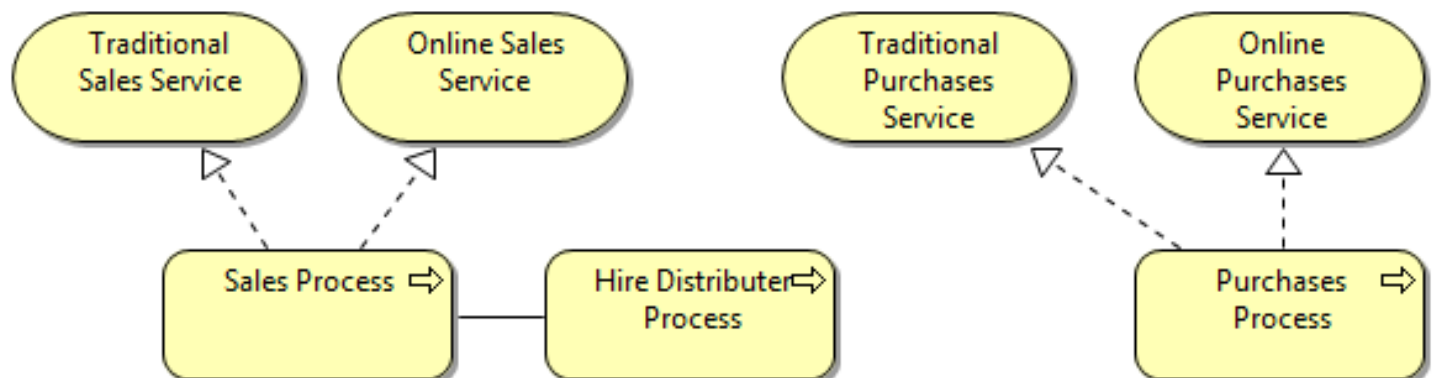 Traditional
Sales Service
Online Sales
Service
Traditional
Purchases
Service
Online
Purchases
Service
Sales Process
Hire Distributer
Process
Purchases
Process